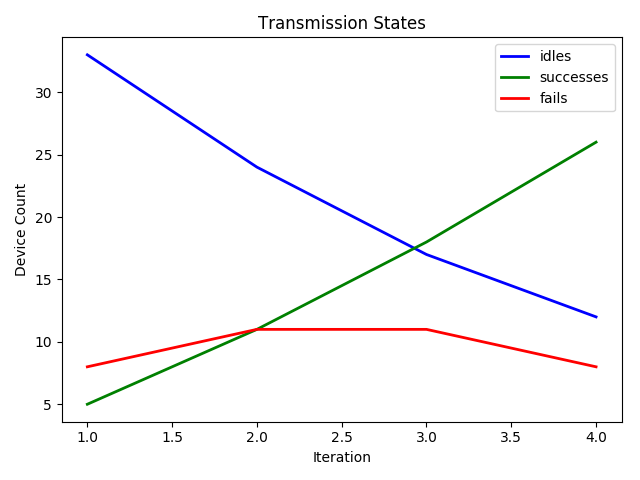 Transmission States
idles
successes
fails
Device Count
30
25
20
15
10
5
1.0 1.5 2.0 2.5 3.0 3.5 4.0
Iteration